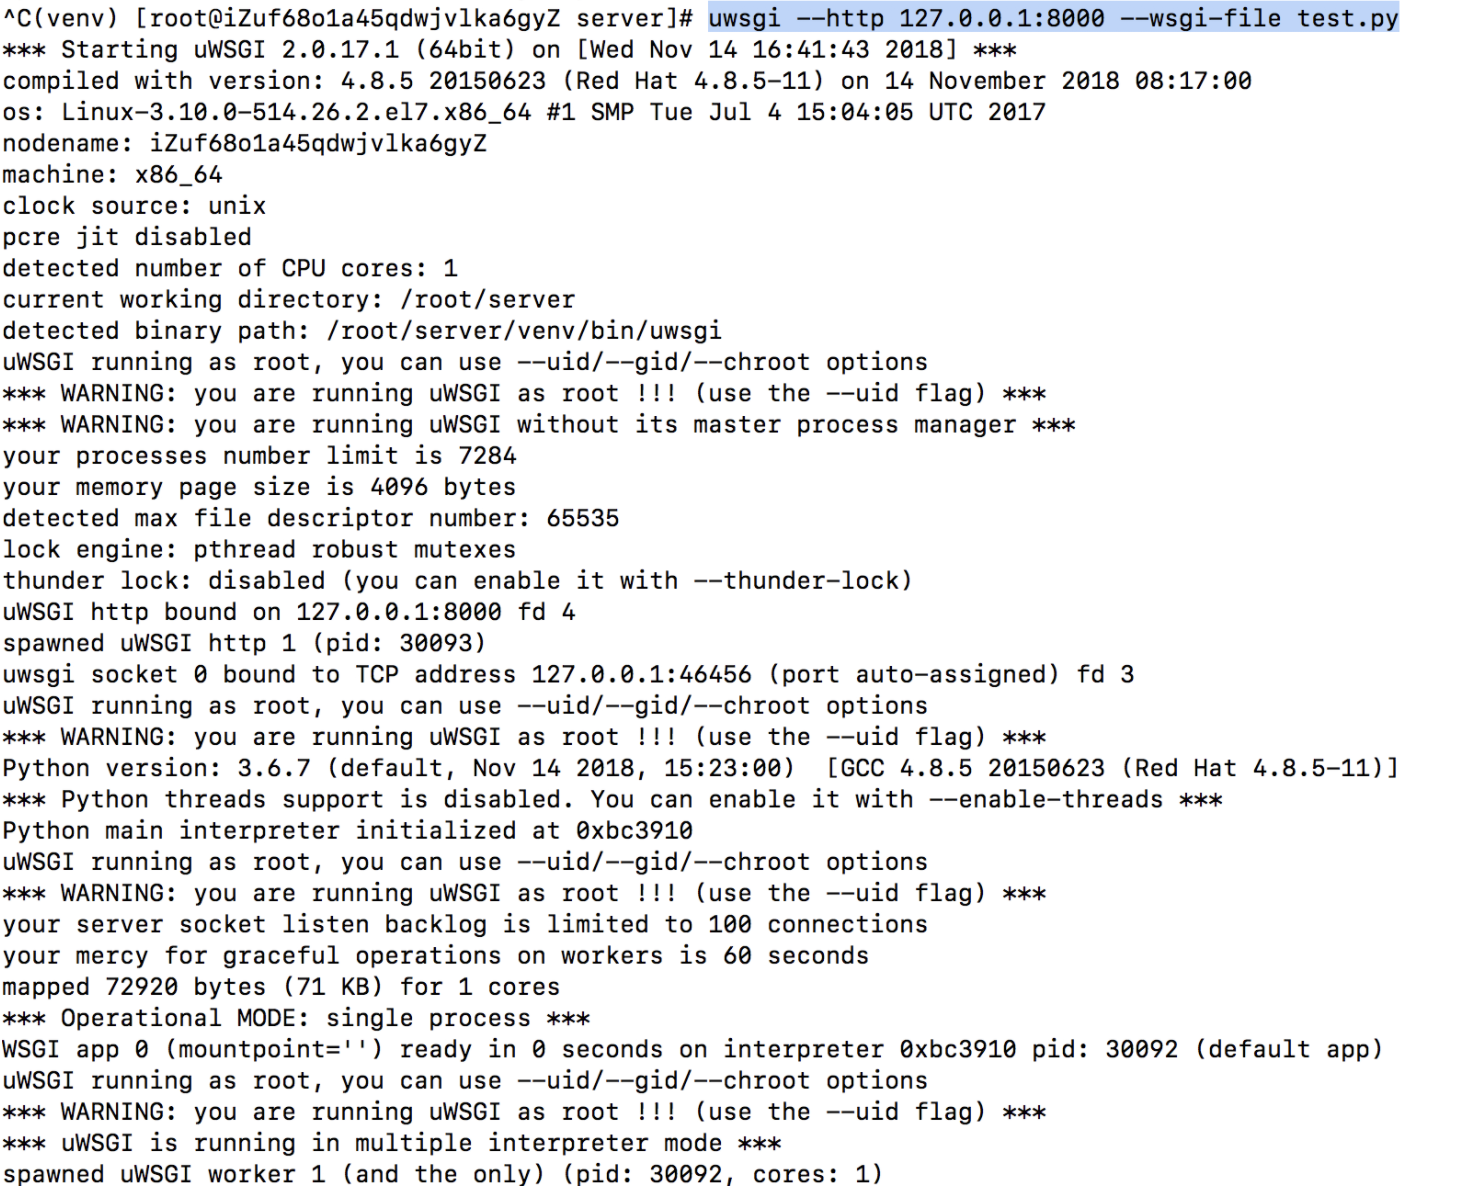 ^C(venv) [root@iZuf68o1a45qdwjvlka6gyZ server]# uwsgi --http 127.0.0.1:8000 --wsgi-file test.py
*** Starting uWSGI 2.0.17.1 (64bit) on [Wed Nov 14 16:41:43 2018] ***
compiled with version: 4.8.5 20150623 (Red Hat 4.8.5-11) on 14 November 2018 08:17:00
os: Linux-3.10.0-514.26.2.el7.x86_64 #1 SMP Tue Jul 4 15:04:05 UTC 2017
nodename: iZuf68o1a45qdwjvlka6gyZ
machine: x86_64
clock source: unix
pcre jit disabled
detected number of CPU cores: 1
current working directory: /root/server
detected binary path: /root/server/venv/bin/uwsgi
uWSGI running as root, you can use --uid/--gid/--chroot options
*** WARNING: you are running uWSGI as root !!! (use the --uid flag) ***
*** WARNING: you are running uWSGI without its master process manager ***
your processes number limit is 7284
your memory page size is 4096 bytes
detected max file descriptor number: 65535
lock engine: pthread robust mutexes
thunder lock: disabled (you can enable it with --thunder-lock)
uWSGI http bound on 127.0.0.1:8000 fd 4
spawned uWSGI http 1 (pid: 30093)
uwsgi socket 0 bound to TCP address 127.0.0.1:46456 (port auto-assigned) fd 3
uWSGI running as root, you can use --uid/--gid/--chroot options
*** WARNING: you are running uWSGI as root !!! (use the --uid flag) ***
Python version: 3.6.7 (default, Nov 14 2018, 15:23:00)  [GCC 4.8.5 20150623 (Red Hat 4.8.5-11)]
*** Python threads support is disabled. You can enable it with --enable-threads ***
Python main interpreter initialized at 0xbc3910
uWSGI running as root, you can use --uid/--gid/--chroot options
*** WARNING: you are running uWSGI as root !!! (use the --uid flag) ***
your server socket listen backlog is limited to 100 connections
your mercy for graceful operations on workers is 60 seconds
mapped 72920 bytes (71 KB) for 1 cores
*** Operational MODE: single process ***
WSGI app 0 (mountpoint='') ready in 0 seconds on interpreter 0xbc3910 pid: 30092 (default app)
uWSGI running as root, you can use --uid/--gid/--chroot options
*** WARNING: you are running uWSGI as root !!! (use the --uid flag) ***
*** uWSGI is running in multiple interpreter mode ***
spawned uWSGI worker 1 (and the only) (pid: 30092, cores: 1)